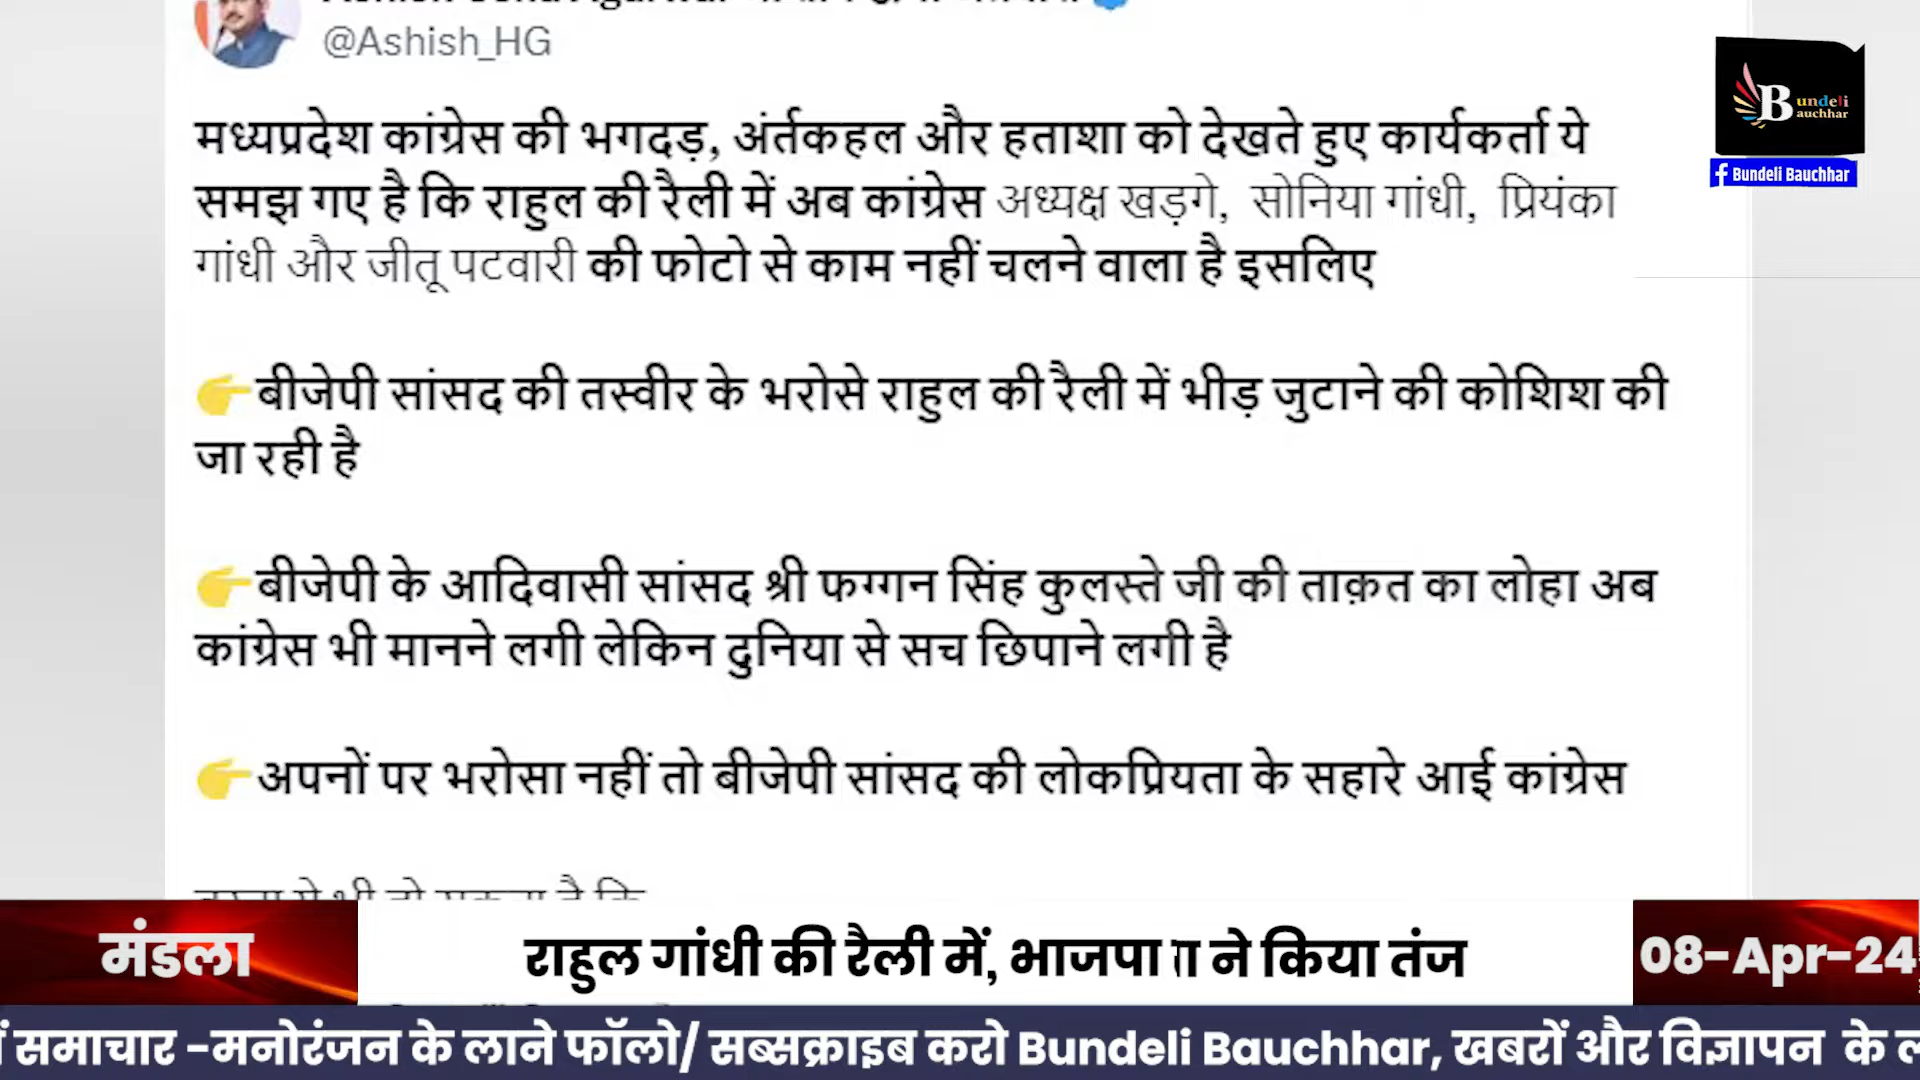 @Ashish_HG
Bundeli
Bauchhar
Bundeli Bauchhar
मध्यप्रदेश कांग्रेस की भगदड़, अंर्तकहल और हताशा को देखते हुए कार्यकर्ता ये
समझ गए है कि राहुल की रैली में अब कांग्रेस अध्यक्ष खड़गे, सोनिया गांधी, प्रियंका
गांधी और जीतू पटवारी की फोटो से काम नहीं चलने वाला है इसलिए
👉बीजेपी सांसद की तस्वीर के भरोसे राहुल की रैली में भीड़ जुटाने की कोशिश की
जा रही है
👉बीजेपी के आदिवासी सांसद श्री फग्गन सिंह कुलस्ते जी की ताक़त का लोहा अब
कांग्रेस भी मानने लगी लेकिन दुनिया से सच छिपाने लगी है
👉अपनों पर भरोसा नहीं तो बीजेपी सांसद की लोकप्रियता के सहारे आई कांग्रेस
मंडला
राहुल गांधी की रैली में, भाजपा ने किया तंज
08-Apr-24
समाचार -मनोरंजन के लाने फॉलो/ सब्सक्राइब करो Bundeli Bauchhar, खबरों और विज्ञापन के